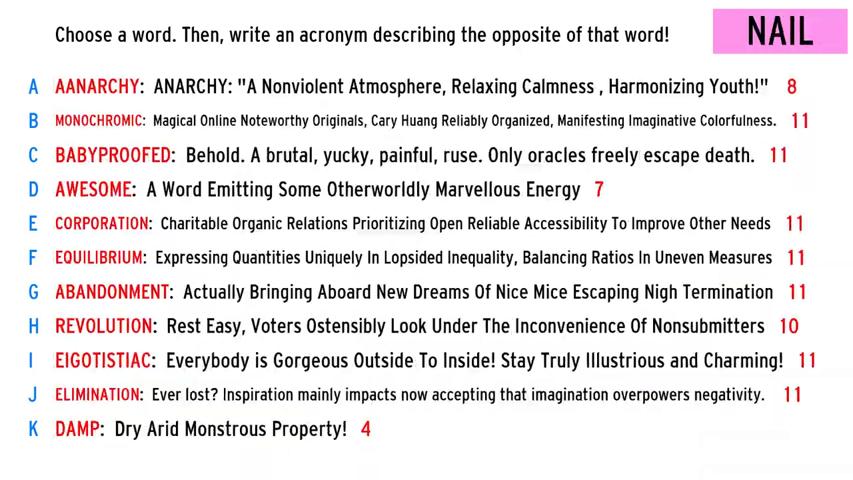 Choose a word. Then, write an acronym describing the opposite of that word!
NAIL
A AANARCHY: ANARCHY: "A Nonviolent Atmosphere, Relaxing Calmness , Harmonizing Youth!" 8
B MONOCHROMIC: Magical Online Noteworthy Originals, Cary Huang Reliably Organized, Manifesting Imaginative Colorfulness. 11
C BABYPROOFED: Behold. A brutal, yucky, painful, ruse. Only oracles freely escape death. 11
D AWESOME: A Word Emitting Some Otherworldly Marvellous Energy 7
E CORPORATION: Charitable Organic Relations Prioritizing Open Reliable Accessibility To Improve Other Needs 11
F EQUILIBRIUM: Expressing Quantities Uniquely In Lopsided Inequality, Balancing Ratios In Uneven Measures 11
G ABANDONMENT: Actually Bringing Aboard New Dreams Of Nice Mice Escaping Nigh Termination 11
H REVOLUTION: Rest Easy, Voters Ostensibly Look Under The Inconvenience Of Nonsubmitters 10
I EIGOTISTIAC: Everybody is Gorgeous Outside To Inside! Stay Truly Illustrious and Charming! 11
J ELIMINATION: Ever lost? Inspiration mainly impacts now accepting that imagination overpowers negativity. 11
K DAMP: Dry Arid Monstrous Property! 4